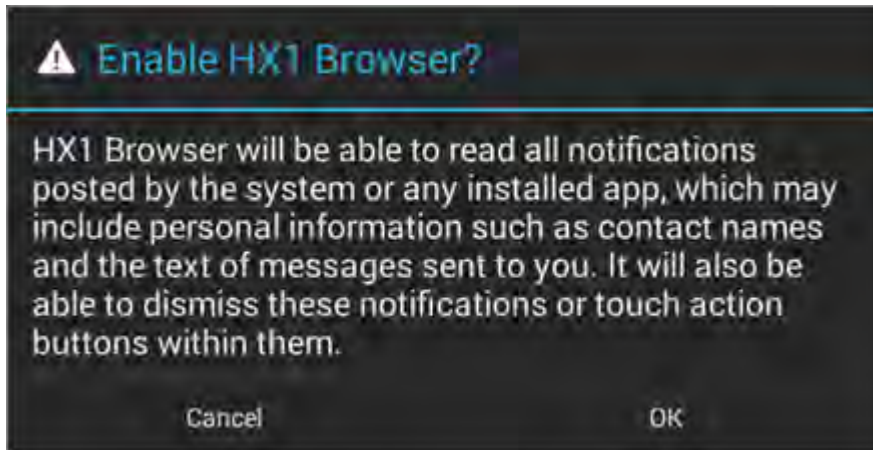 Enable HX1 Browser?
HX1 Browser will be able to read all notifications
posted by the system or any installed app, which may
include personal information such as contact names
and the text of messages sent to you. It will also be
able to dismiss these notifications or touch action
buttons within them.
Cancel OK